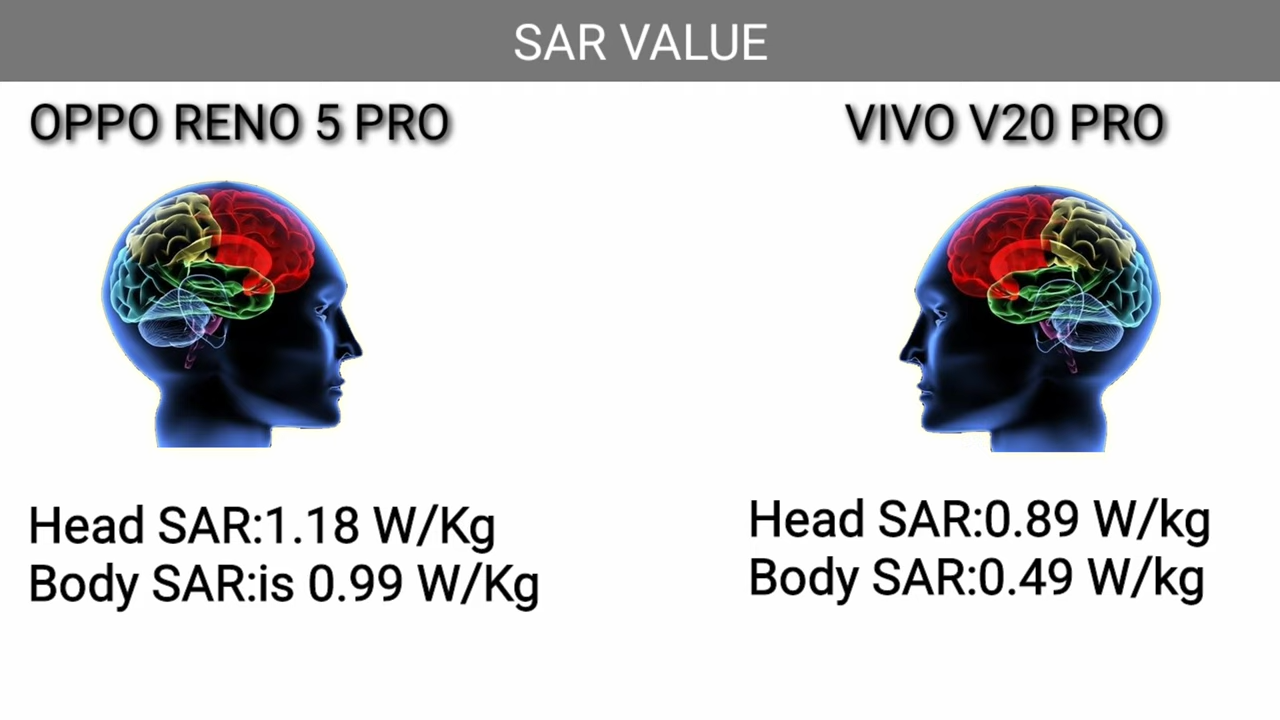 SAR VALUE
OPPO RENO 5 PRO
VIVO V20 PRO
Head SAR:1.18 W/Kg
Body SAR:is 0.99 W/Kg
Head SAR:0.89 W/kg
Body SAR:0.49 W/kg